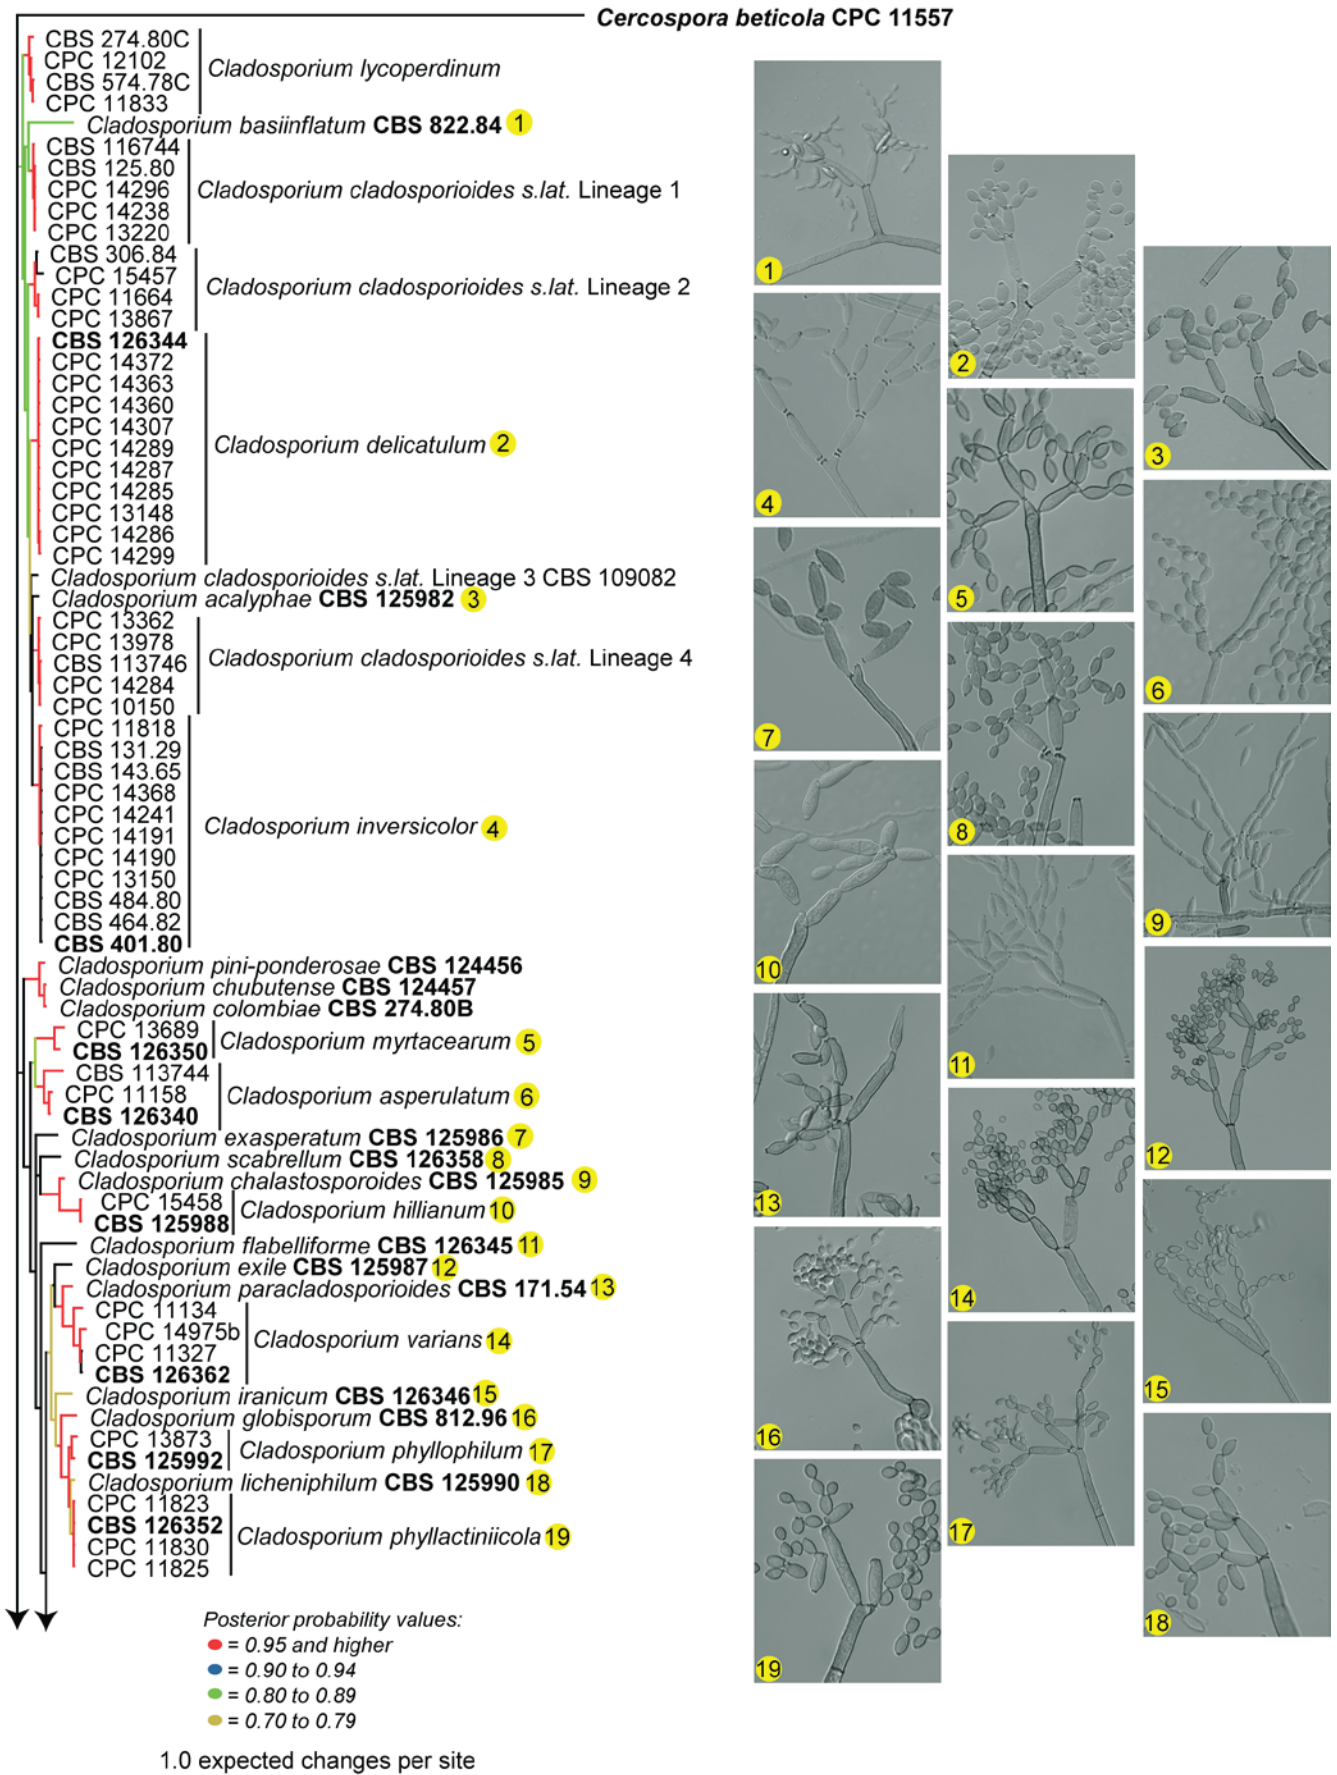 Cercospora beticola CPC 11557
CBS 274.80C
CPC 12102
CBS 574.78C
CPC 11833
Cladosporium lycoperdinum
Cladosporium basiinflatum CBS 822.84 1
CBS 116744
CBS 125.80
CPC 14296
CPC 14238
CPC 13220
Cladosporium cladosporioides s.lat. Lineage 1
CBS 306.84
CPC 15457
CPC 11664
CPC 13867
Cladosporium cladosporioides s.lat. Lineage 2
CBS 126344
CPC 14372
CPC 14363
CPC 14360
CPC 14307
CPC 14289
CPC 14287
CPC 14285
CPC 13148
CPC 14286
CPC 14299
Cladosporium delicatulum 2
Cladosporium cladosporioides s.lat. Lineage 3 CBS 109082
Cladosporium acalyphae CBS 125982 3
CPC 13362
CPC 13978
CBS 113746
CPC 14284
CPC 10150
Cladosporium cladosporioides s.lat. Lineage 4
CPC 11818
CBS 131.29
CBS 143.65
CPC 14368
CPC 14241
CPC 14191
CPC 14190
CPC 13150
CBS 484.80
CBS 464.82
CBS 401.80
Cladosporium inversicolor 4
Cladosporium pini-ponderosae CBS 124456
Cladosporium chubutense CBS 124457
Cladosporium colombiae CBS 274.80B
CPC 13689
CBS 126350
Cladosporium myrtacearum 5
CBS 113744
CPC 11158
CBS 126340
Cladosporium asperulatum 6
Cladosporium exasperatum CBS 125986 7
Cladosporium scabrellum CBS 126358 8
Cladosporium chalastosporoides CBS 125985 9
CPC 15458
CBS 125988
Cladosporium hillianum 10
Cladosporium flabelliforme CBS 126345 11
Cladosporium exile CBS 125987 12
Cladosporium paracladosporioides CBS 171.54 13
CPC 11134
CPC 14975b
CPC 11327
CBS 126362
Cladosporium varians 14
Cladosporium iranicum CBS 126346 15
Cladosporium globisporum CBS 812.96 16
CPC 13873
CBS 125992
Cladosporium phyllophilum 17
Cladosporium licheniphilum CBS 125990 18
CPC 11823
CBS 126352
CPC 11830
CPC 11825
Cladosporium phyllactiniicola 19
Posterior probability values:
= 0.95 and higher
= 0.90 to 0.94
= 0.80 to 0.89
= 0.70 to 0.79
1.0 expected changes per site
1
2
3
4
5
6
7
8
9
10
11
12
13
14
15
16
17
18
19